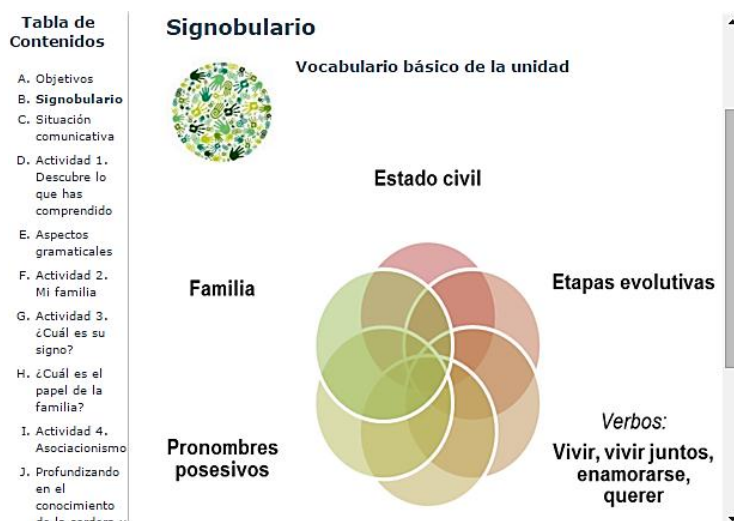 Tabla de
Contenidos
A. Objetivos
B. Signobulario
C. Situación
comunicativa
D. Actividad 1.
Descubre lo
que has
comprendido
E. Aspectos
gramaticales
F. Actividad 2.
Mi familia
G. Actividad 3.
¿Cuál es su
signo?
H. ¿Cuál es el
papel de la
familia?
I. Actividad 4.
Asociacionismo
J. Profundizando
en el
conocimiento
Signobulario
Vocabulario básico de la unidad
Estado civil
Familia
Etapas evolutivas
Pronombres
posesivos
Verbos:
Vivir, vivir juntos,
enamorarse,
querer